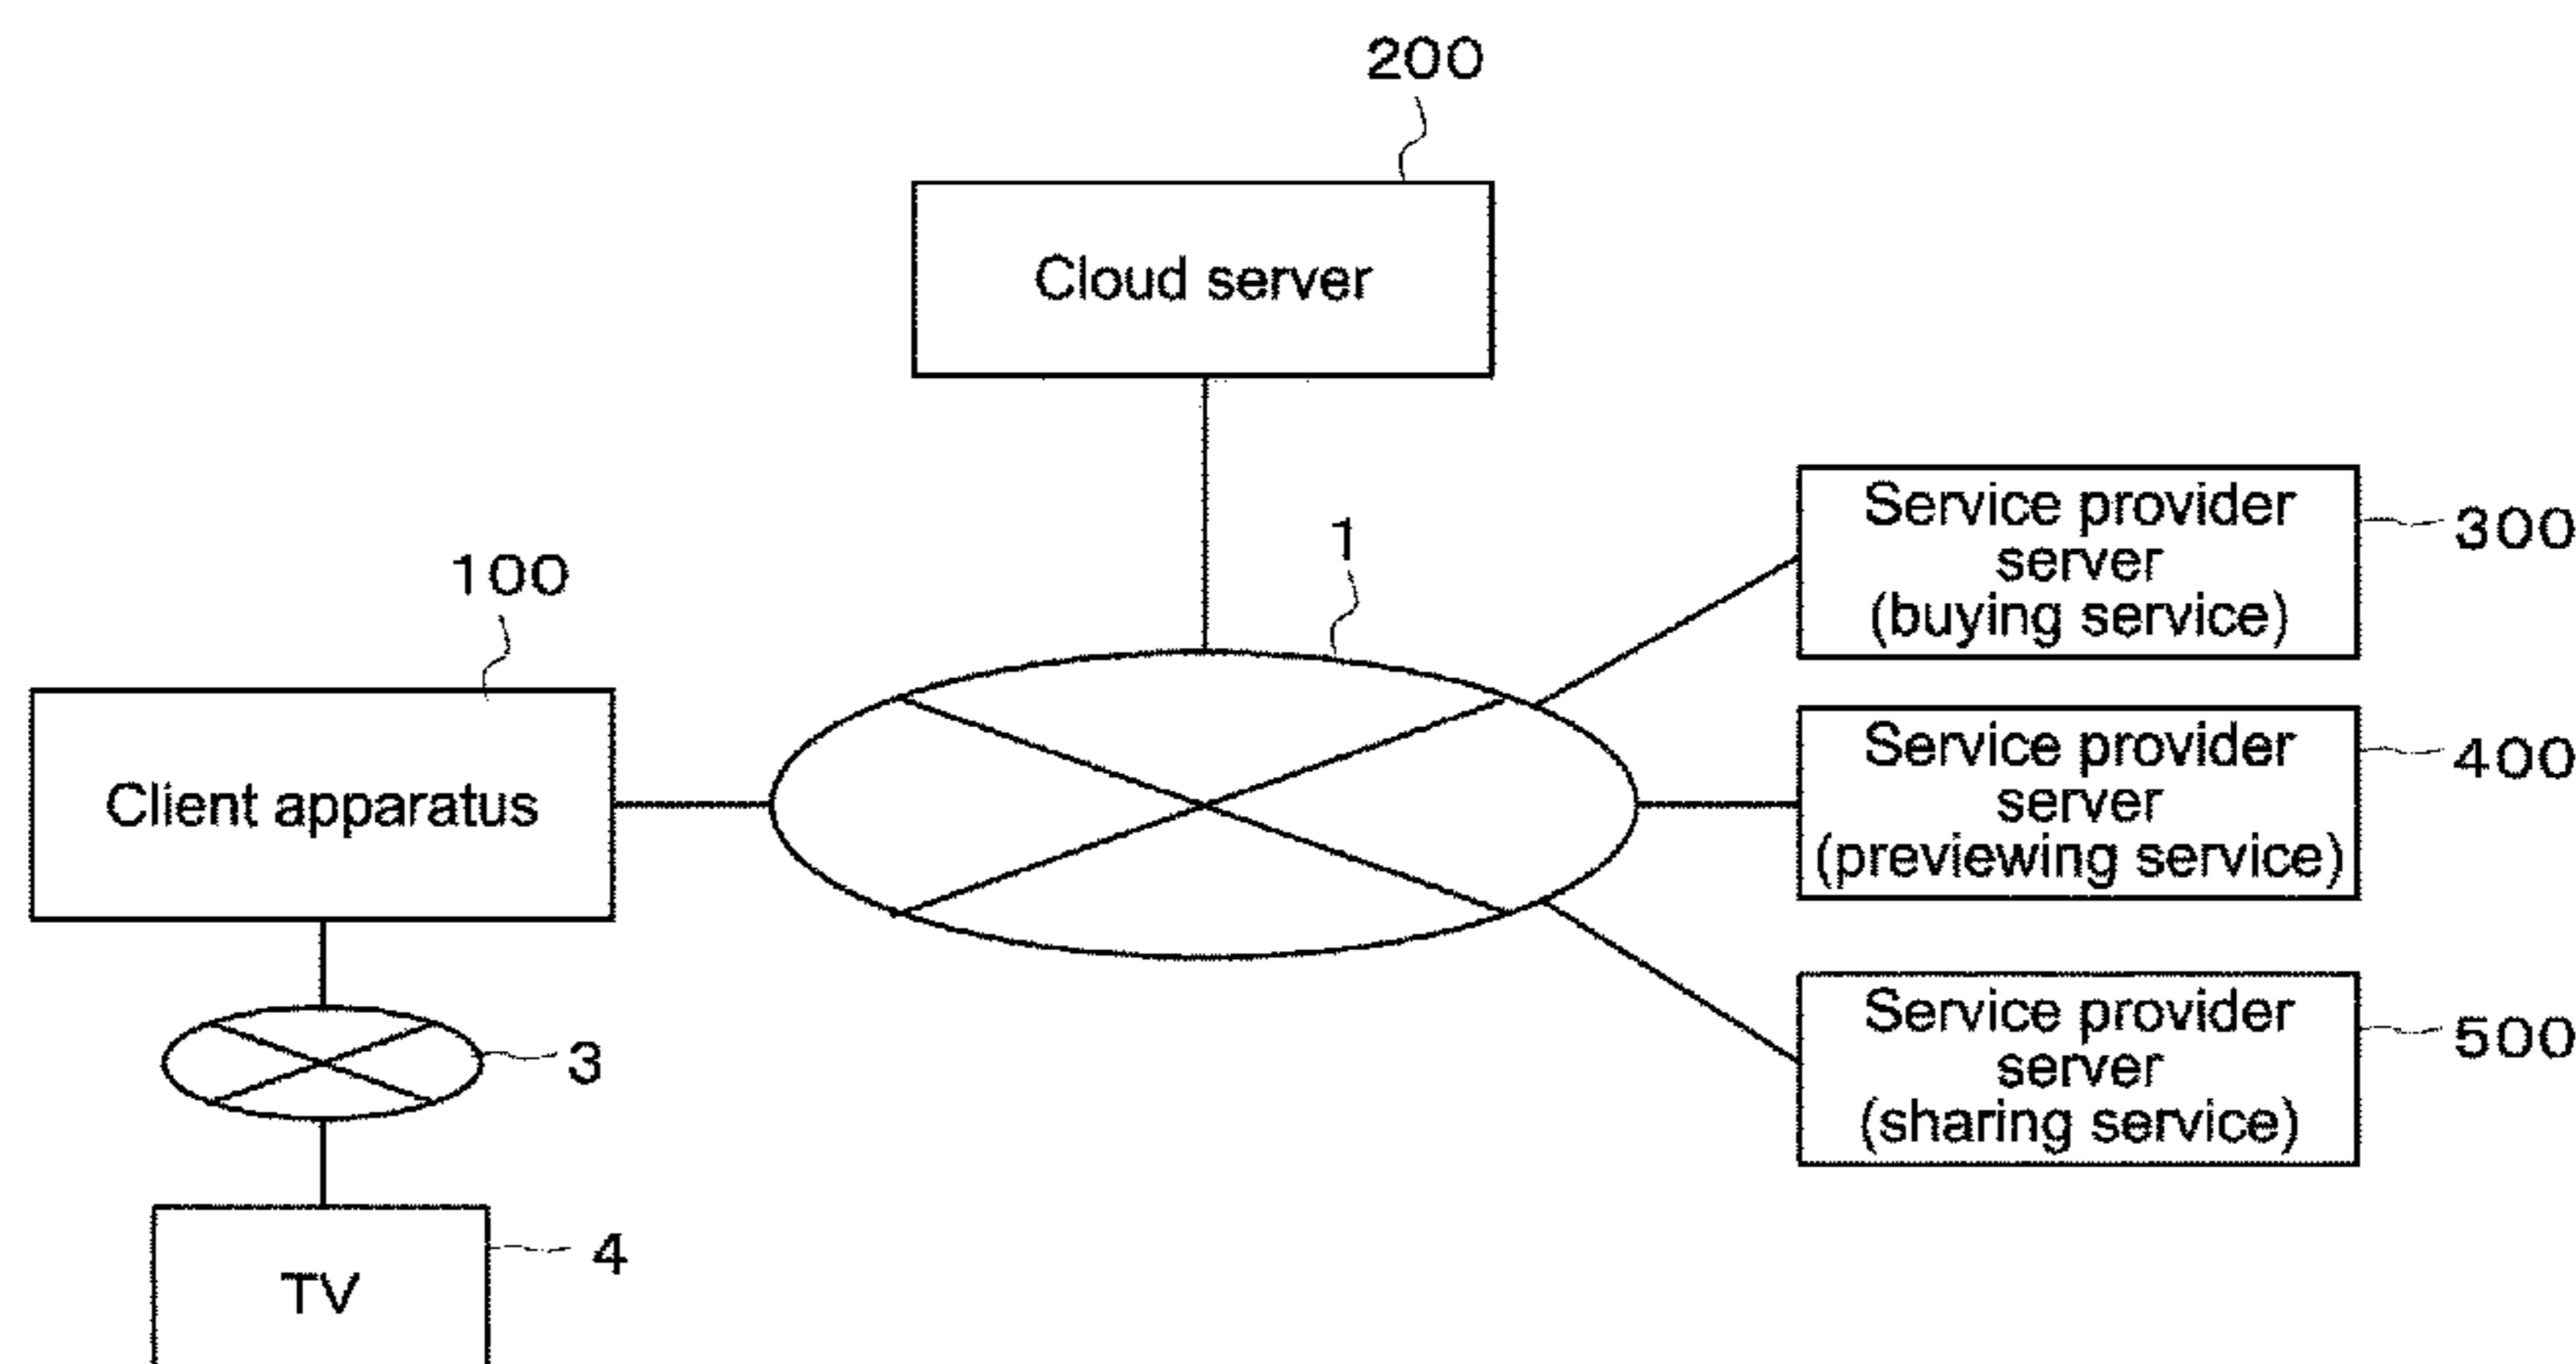 200
Cloud server
1
100
Client apparatus
Service provider
server
(buying service)
300
Service provider
server
(previewing service)
400
Service provider
server
(sharing service)
500
3
4
TV